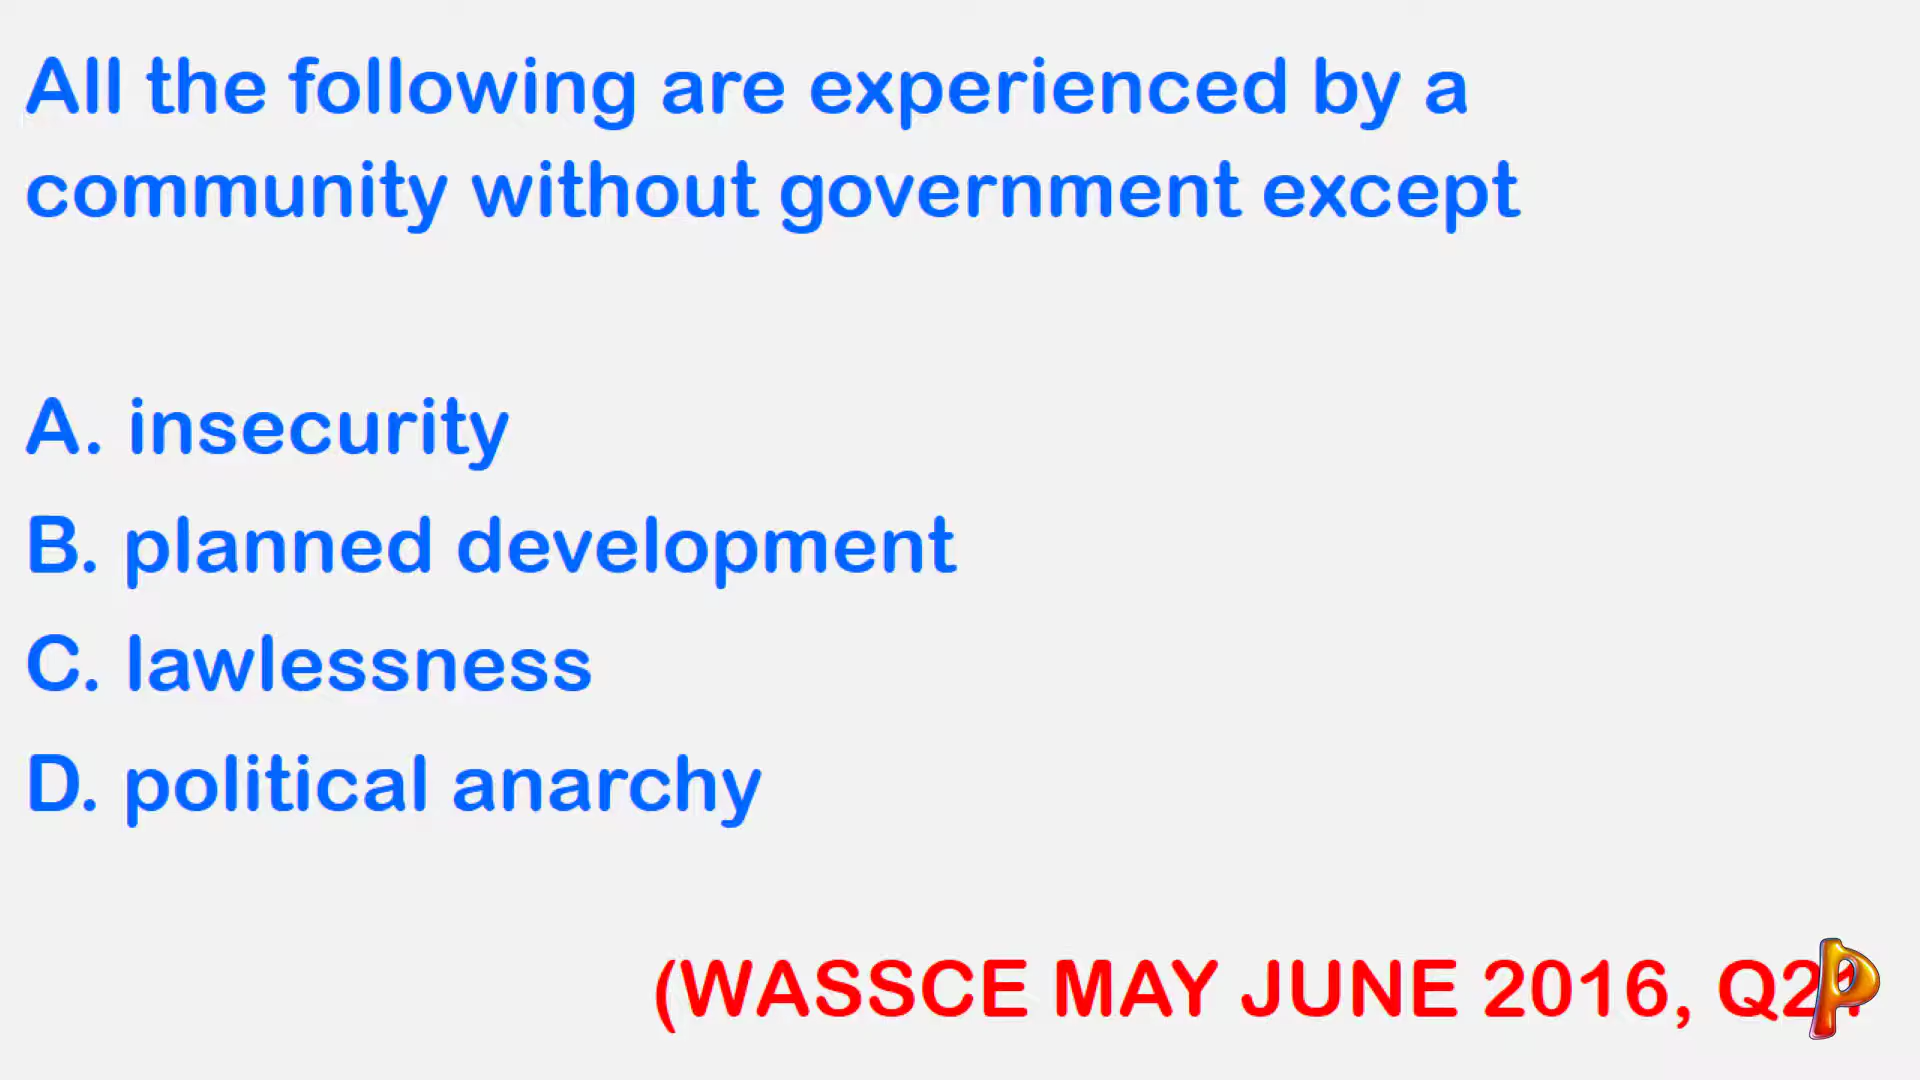 All the following are experienced by a
community without government except
A. insecurity
B. planned development
C. lawlessness
D. political anarchy
(WASSCE MAY JUNE 2016,
P